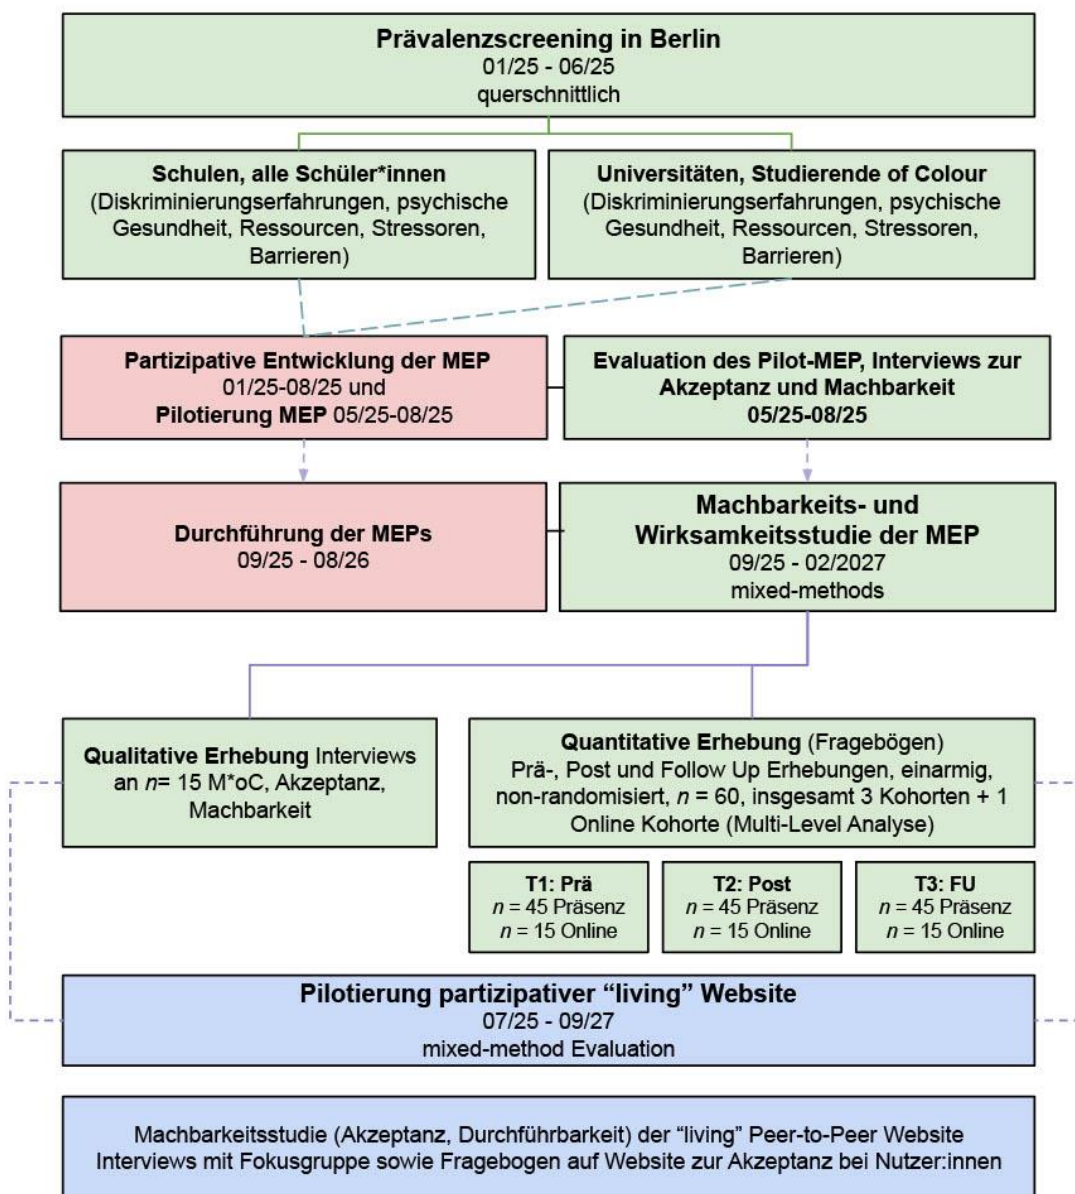 Prävalenzscreening in Berlin
01/25 - 06/25
querschnittlich
Schulen, alle Schüler*innen
(Diskriminierungserfahrungen, psychische
Gesundheit, Ressourcen, Stressoren,
Barrieren)
Universitäten, Studierende of Colour
(Diskriminierungserfahrungen, psychische
Gesundheit, Ressourcen, Stressoren,
Barrieren)
Partizipative Entwicklung der MEP
01/25-08/25 und
Pilotierung MEP 05/25-08/25
Evaluation des Pilot-MEP, Interviews zur
Akzeptanz und Machbarkeit
05/25-08/25
Durchführung der MEPs
09/25 - 08/26
Machbarkeits- und
Wirksamkeitsstudie der MEP
09/25 - 02/2027
mixed-methods
Qualitative Erhebung Interviews
an n= 15 M*oC, Akzeptanz,
Machbarkeit
Quantitative Erhebung (Fragebögen)
Prä-, Post und Follow Up Erhebungen, einarmig,
non-randomisiert, n = 60, insgesamt 3 Kohorten + 1
Online Kohorte (Multi-Level Analyse)
T1: Prä
n = 45 Präsenz
n = 15 Online
T2: Post
n = 45 Präsenz
n = 15 Online
T3: FU
n = 45 Präsenz
n = 15 Online
Pilotierung partizipativer “living” Website
07/25 - 09/27
mixed-method Evaluation
Machbarkeitsstudie (Akzeptanz, Durchführbarkeit) der “living” Peer-to-Peer Website
Interviews mit Fokusgruppe sowie Fragebogen auf Website zur Akzeptanz bei Nutzer:innen